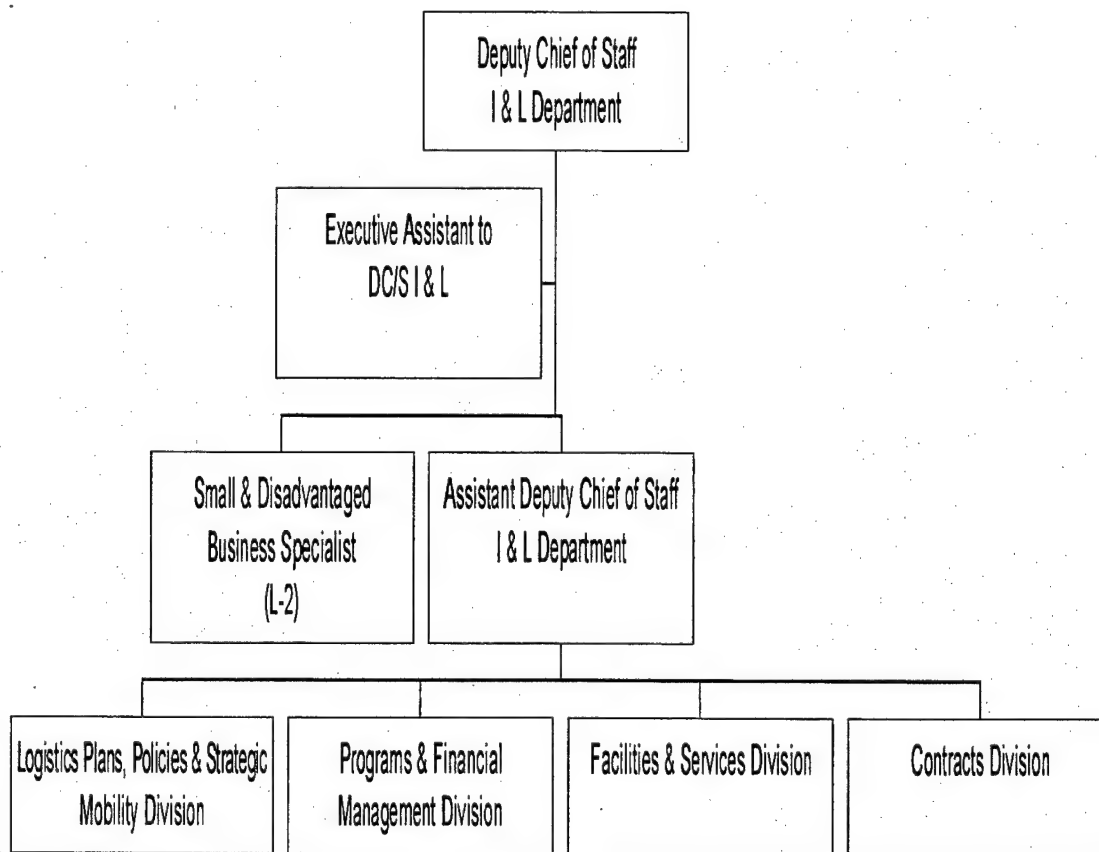 Deputy Chief of Staff
I & L Department
Executive Assistant to
DC/S I & L
Small & Disadvantaged
Business Specialist
(L-2)
Assistant Deputy Chief of Staff
I & L Department
Logistics Plans, Policies & Strategic
Mobility Division
Programs & Financial
Management Division
Facilities & Services Division
Contracts Division